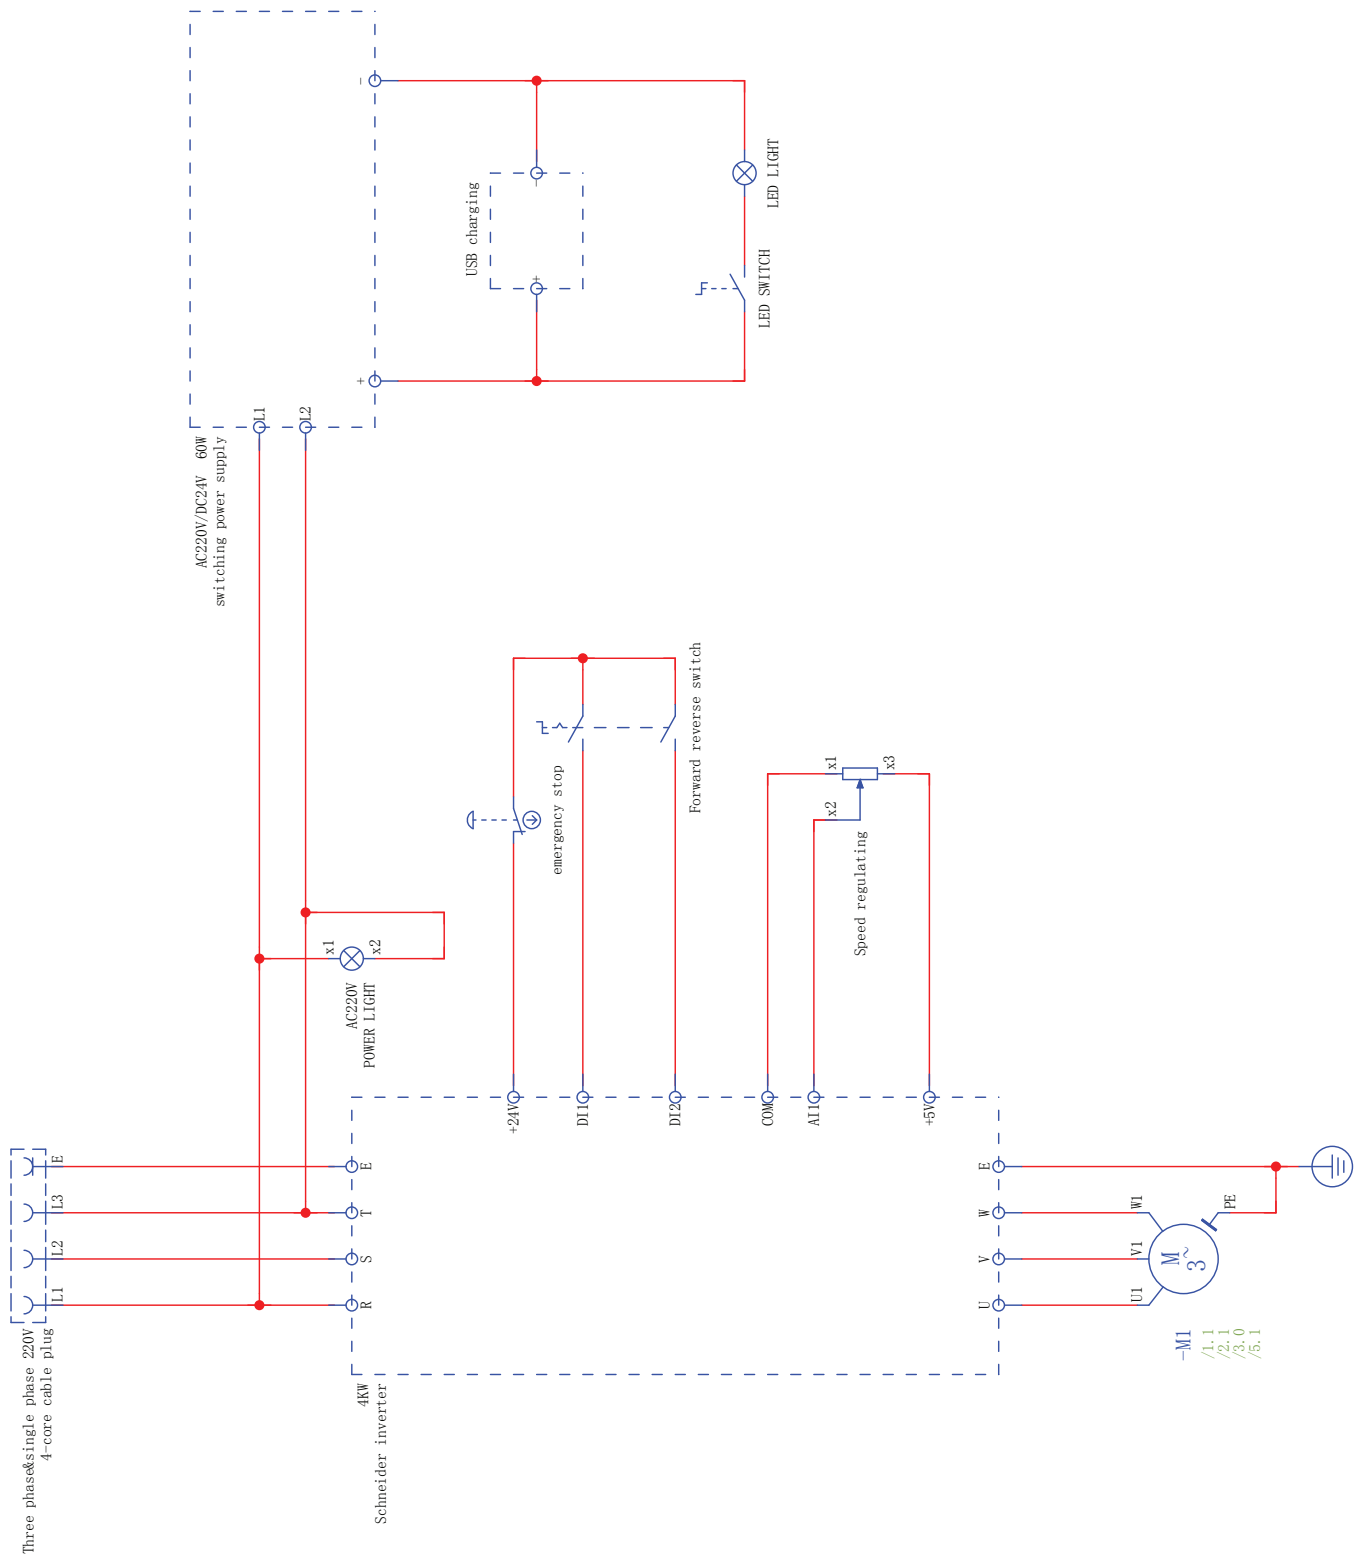 Three phase&single phase 220V
4-core cable plug
L1
L2
L3
E
4KW
Schneider inverter
R
S
T
E
+24V
DI1
DI2
COM
AI1
+5V
U
V
W
E
AC220V
POWER LIGHT
x1
x2
AC220V/DC24V 60W
switching power supply
L1
L2
+
-
USB charging
+
-
LED SWITCH
LED LIGHT
emergency stop
Forward reverse switch
Speed regulating
x1
x2
x3
-M1
/1.1
/2.1
/3.0
/5.1
U1
V1
W1
PE
M~
3